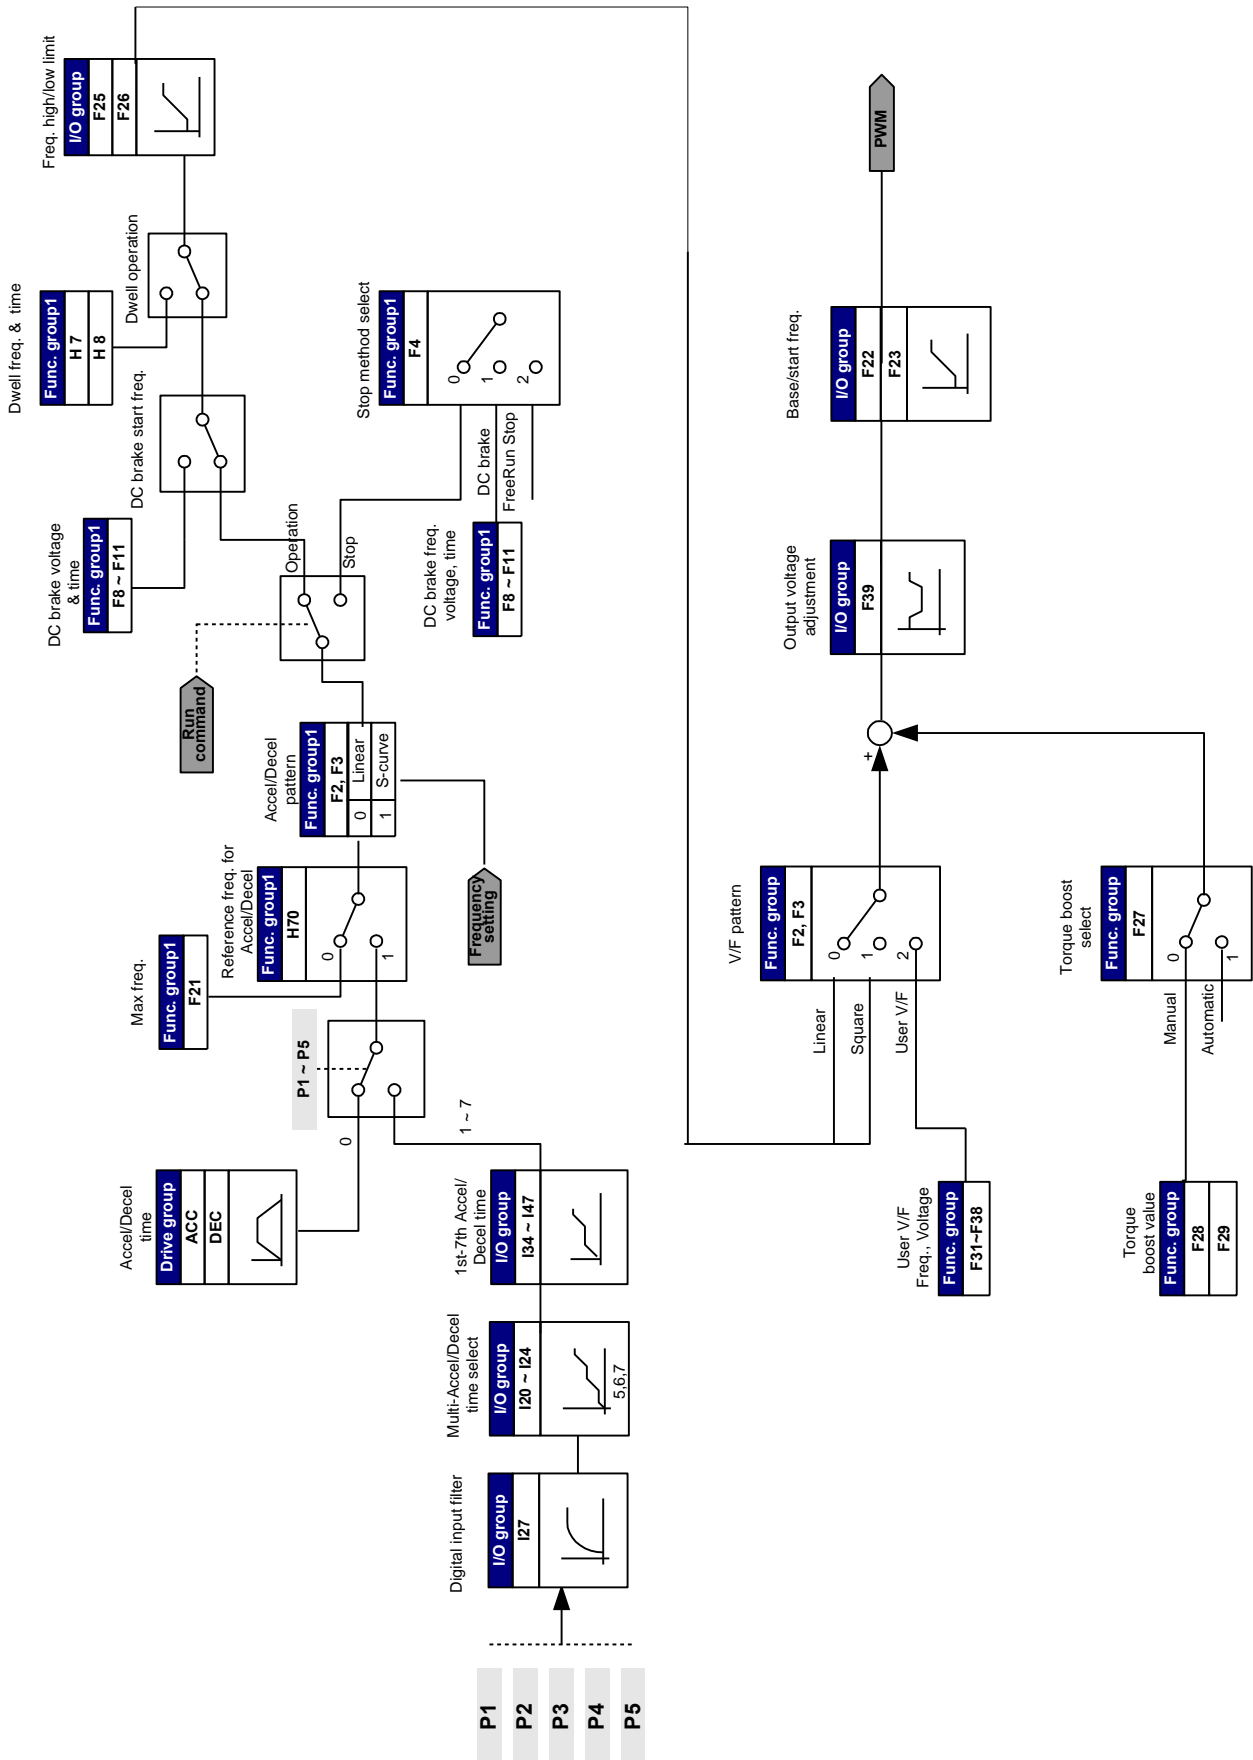 P1
P2
P3
P4
P5
Digital input filter
I/O group
I27
Multi-Accel/Decel
time select
I/O group
I20 ~ I24
5,6,7
1st-7th Accel/
Decel time
I/O group
I34 ~ I47
Accel/Decel
time
Drive group
ACC
DEC
0
1 ~ 7
P1 ~ P5
Max freq.
Func. group1
F21
Reference freq. for
Accel/Decel
Func. group1
H70
0
1
Frequency
setting
Accel/Decel
pattern
Func. group1
F2, F3
0
Linear
1
S-curve
Run
command
Operation
Stop
DC brake voltage
& time
Func. group1
F8 ~ F11
DC brake start freq.
DC brake freq.
voltage, time
Func. group1
F8 ~ F11
DC brake
FreeRun Stop
Stop method select
Func. group1
F4
0
1
2
Dwell freq. & time
Func. group1
H 7
H 8
Dwell operation
Freq. high/low limit
I/O group
F25
F26
User V/F
Freq., Voltage
Func. group
F31~F38
Linear
Square
User V/F
V/F pattern
Func. group
F2, F3
0
1
2
Torque
boost value
Func. group
F28
F29
Manual
Automatic
Torque boost
select
Func. group
F27
0
1
+
Output voltage
adjustment
I/O group
F39
Base/start freq.
I/O group
F22
F23
PWM